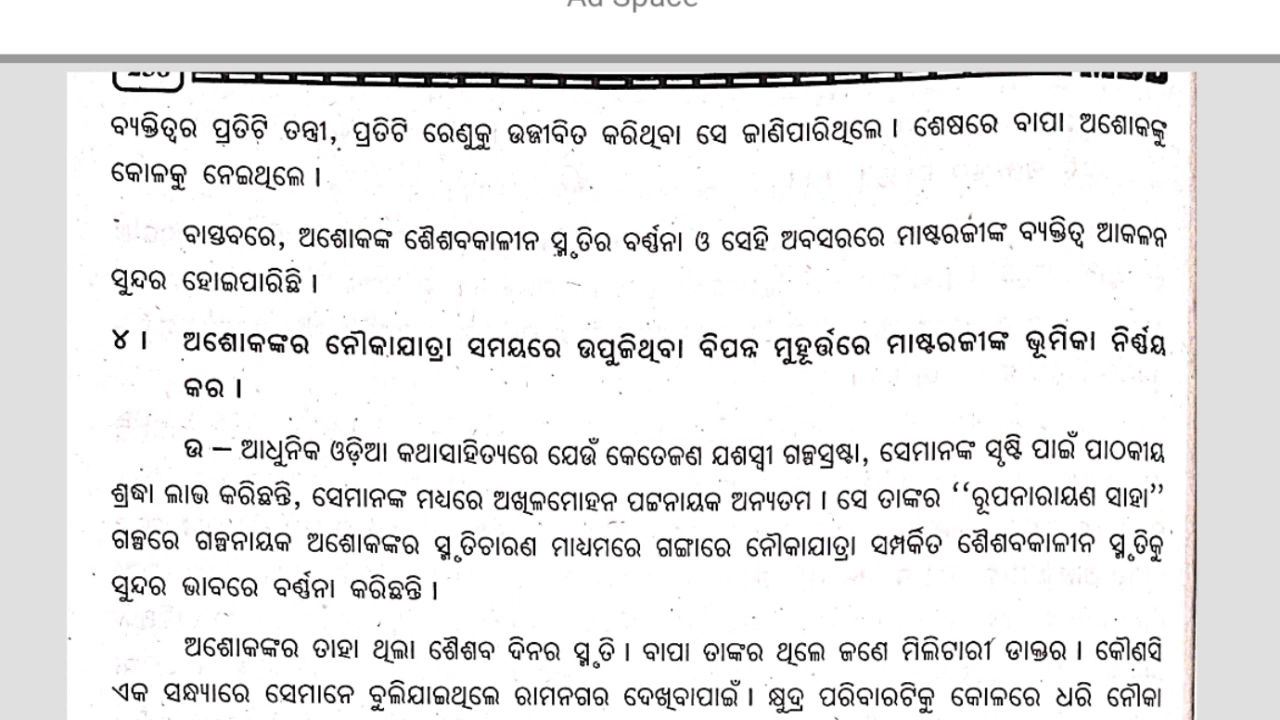 Ad Space
ବ୍ୟକ୍ତିତ୍ୱର ପ୍ରତିଟି ତନ୍ତ୍ରୀ, ପ୍ରତିଟି ରେଣୁକୁ ଉଜ୍ଜୀବିତ କରିଥିବା ସେ ଜାଣିପାରିଥିଲେ। ଶେଷରେ ବାପା ଅଶୋକଙ୍କୁ
କୋଳକୁ ନେଇଥିଲେ।
ବାସ୍ତବରେ, ଅଶୋକଙ୍କ ଶୈଶବକାଳୀନ ସ୍ମୃତିର ବର୍ଣ୍ଣନା ଓ ସେହି ଅବସରରେ ମାଷ୍ଟରଜୀଙ୍କ ବ୍ୟକ୍ତିତ୍ୱ ଆକଳନ
ସୁନ୍ଦର ହୋଇପାରିଛି।
୪। ଅଶୋକଙ୍କର ନୌକାଯାତ୍ରା ସମୟରେ ଉପୁଜିଥିବା ବିପନ୍ନ ମୁହୂର୍ତ୍ତରେ ମାଷ୍ଟରଜୀଙ୍କ ଭୂମିକା ନିର୍ଣ୍ଣୟ
କର।
ଉ – ଆଧୁନିକ ଓଡ଼ିଆ କଥାସାହିତ୍ୟରେ ଯେଉଁ କେତେଜଣ ଯଶସ୍ୱୀ ଗଳ୍ପସ୍ରଷ୍ଟା, ସେମାନଙ୍କ ସୃଷ୍ଟି ପାଇଁ ପାଠକୀୟ
ଶ୍ରଦ୍ଧା ଲାଭ କରିଛନ୍ତି, ସେମାନଙ୍କ ମଧ୍ୟରେ ଅଖିଳମୋହନ ପଟ୍ଟନାୟକ ଅନ୍ୟତମ। ସେ ତାଙ୍କର ‘‘ରୂପନାରାୟଣ ସାହା’’
ଗଳ୍ପରେ ଗଳ୍ପନାୟକ ଅଶୋକଙ୍କର ସ୍ମୃତିଚାରଣ ମାଧ୍ୟମରେ ଗଙ୍ଗାରେ ନୌକାଯାତ୍ରା ସମ୍ପର୍କିତ ଶୈଶବକାଳୀନ ସ୍ମୃତିକୁ
ସୁନ୍ଦର ଭାବରେ ବର୍ଣ୍ଣନା କରିଛନ୍ତି।
ଅଶୋକଙ୍କର ତାହା ଥିଲା ଶୈଶବ ଦିନର ସ୍ମୃତି। ବାପା ତାଙ୍କର ଥିଲେ ଜଣେ ମିଲିଟାରୀ ଡାକ୍ତର। କୌଣସି
ଏକ ସନ୍ଧ୍ୟାରେ ସେମାନେ ବୁଲିଯାଇଥିଲେ ରାମନଗର ଦେଖିବାପାଇଁ। କ୍ଷୁଦ୍ର ପରିବାରଟିକୁ କୋଳରେ ଧରି ନୌକା